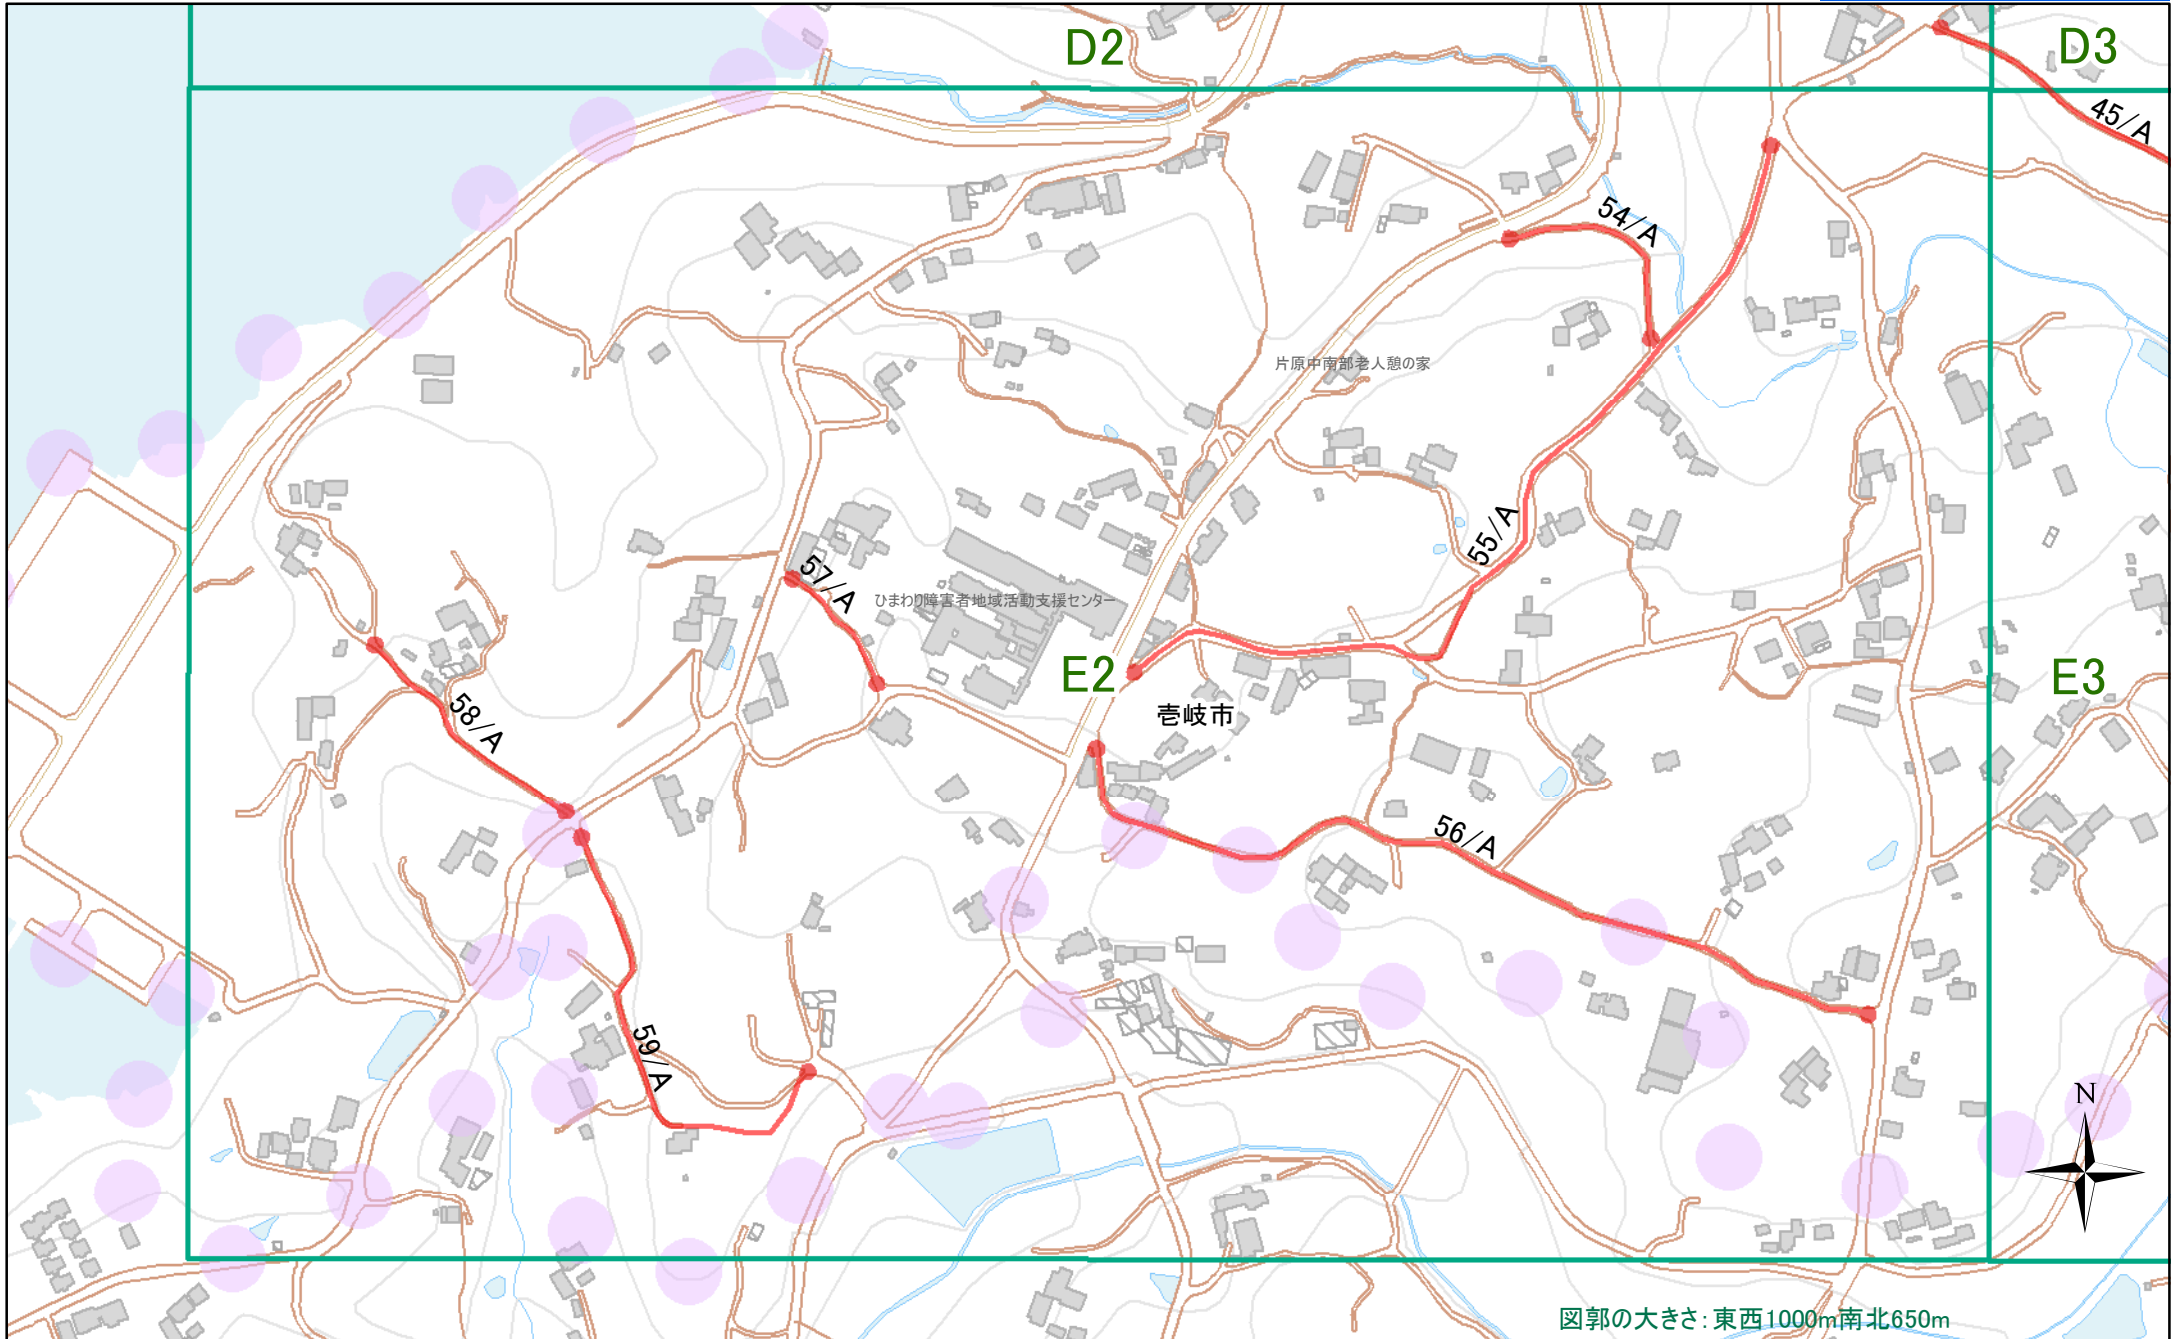 D2
D3
45/A
54/A
片原中南部老人憩の家
55/A
57/A
ひまわり障害者地域活動支援センター
E2
E3
壱岐市
58/A
56/A
59/A
N
図郭の大きさ：東西1000m南北650m